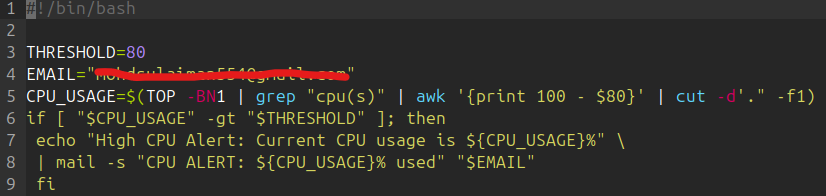 1 #!/bin/bash
2
3 THRESHOLD=80
4 EMAIL=""
5 CPU_USAGE=$(TOP -BN1 | grep "cpu(s)" | awk '{print 100 - $80}' | cut -d'." -f1)
6 if [ "$CPU_USAGE" -gt "$THRESHOLD" ]; then
7 echo "High CPU Alert: Current CPU usage is ${CPU_USAGE}%" \
8 | mail -s "CPU ALERT: ${CPU_USAGE}% used" "$EMAIL"
9 fi